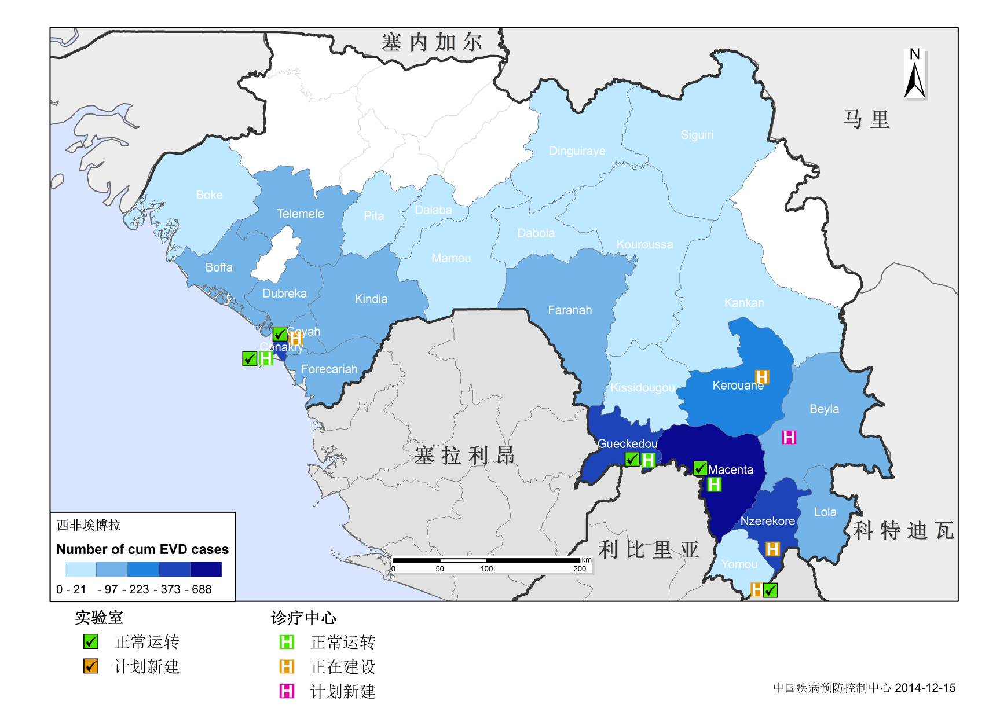 塞内加尔
N
马里
Siguiri
Dinguiraye
Boke
Telemele
Pita
Dalaba
Dabola
Kouroussa
Mamou
Boffa
Dubreka
Kindia
Faranah
Kankan
Coyah
Conakry
Forecariah
Kissidougou
Kerouane
Beyla
Gueckedou
塞拉利昂
Macenta
Lola
Nzerekore
科特迪瓦
利比里亚
Yomou
km
0 50 100 200
西非埃博拉
Number of cum EVD cases
0 - 21 - 97 - 223 - 373 - 688
实验室
正常运转
计划新建
诊疗中心
正常运转
正在建设
计划新建
中国疾病预防控制中心 2014-12-15